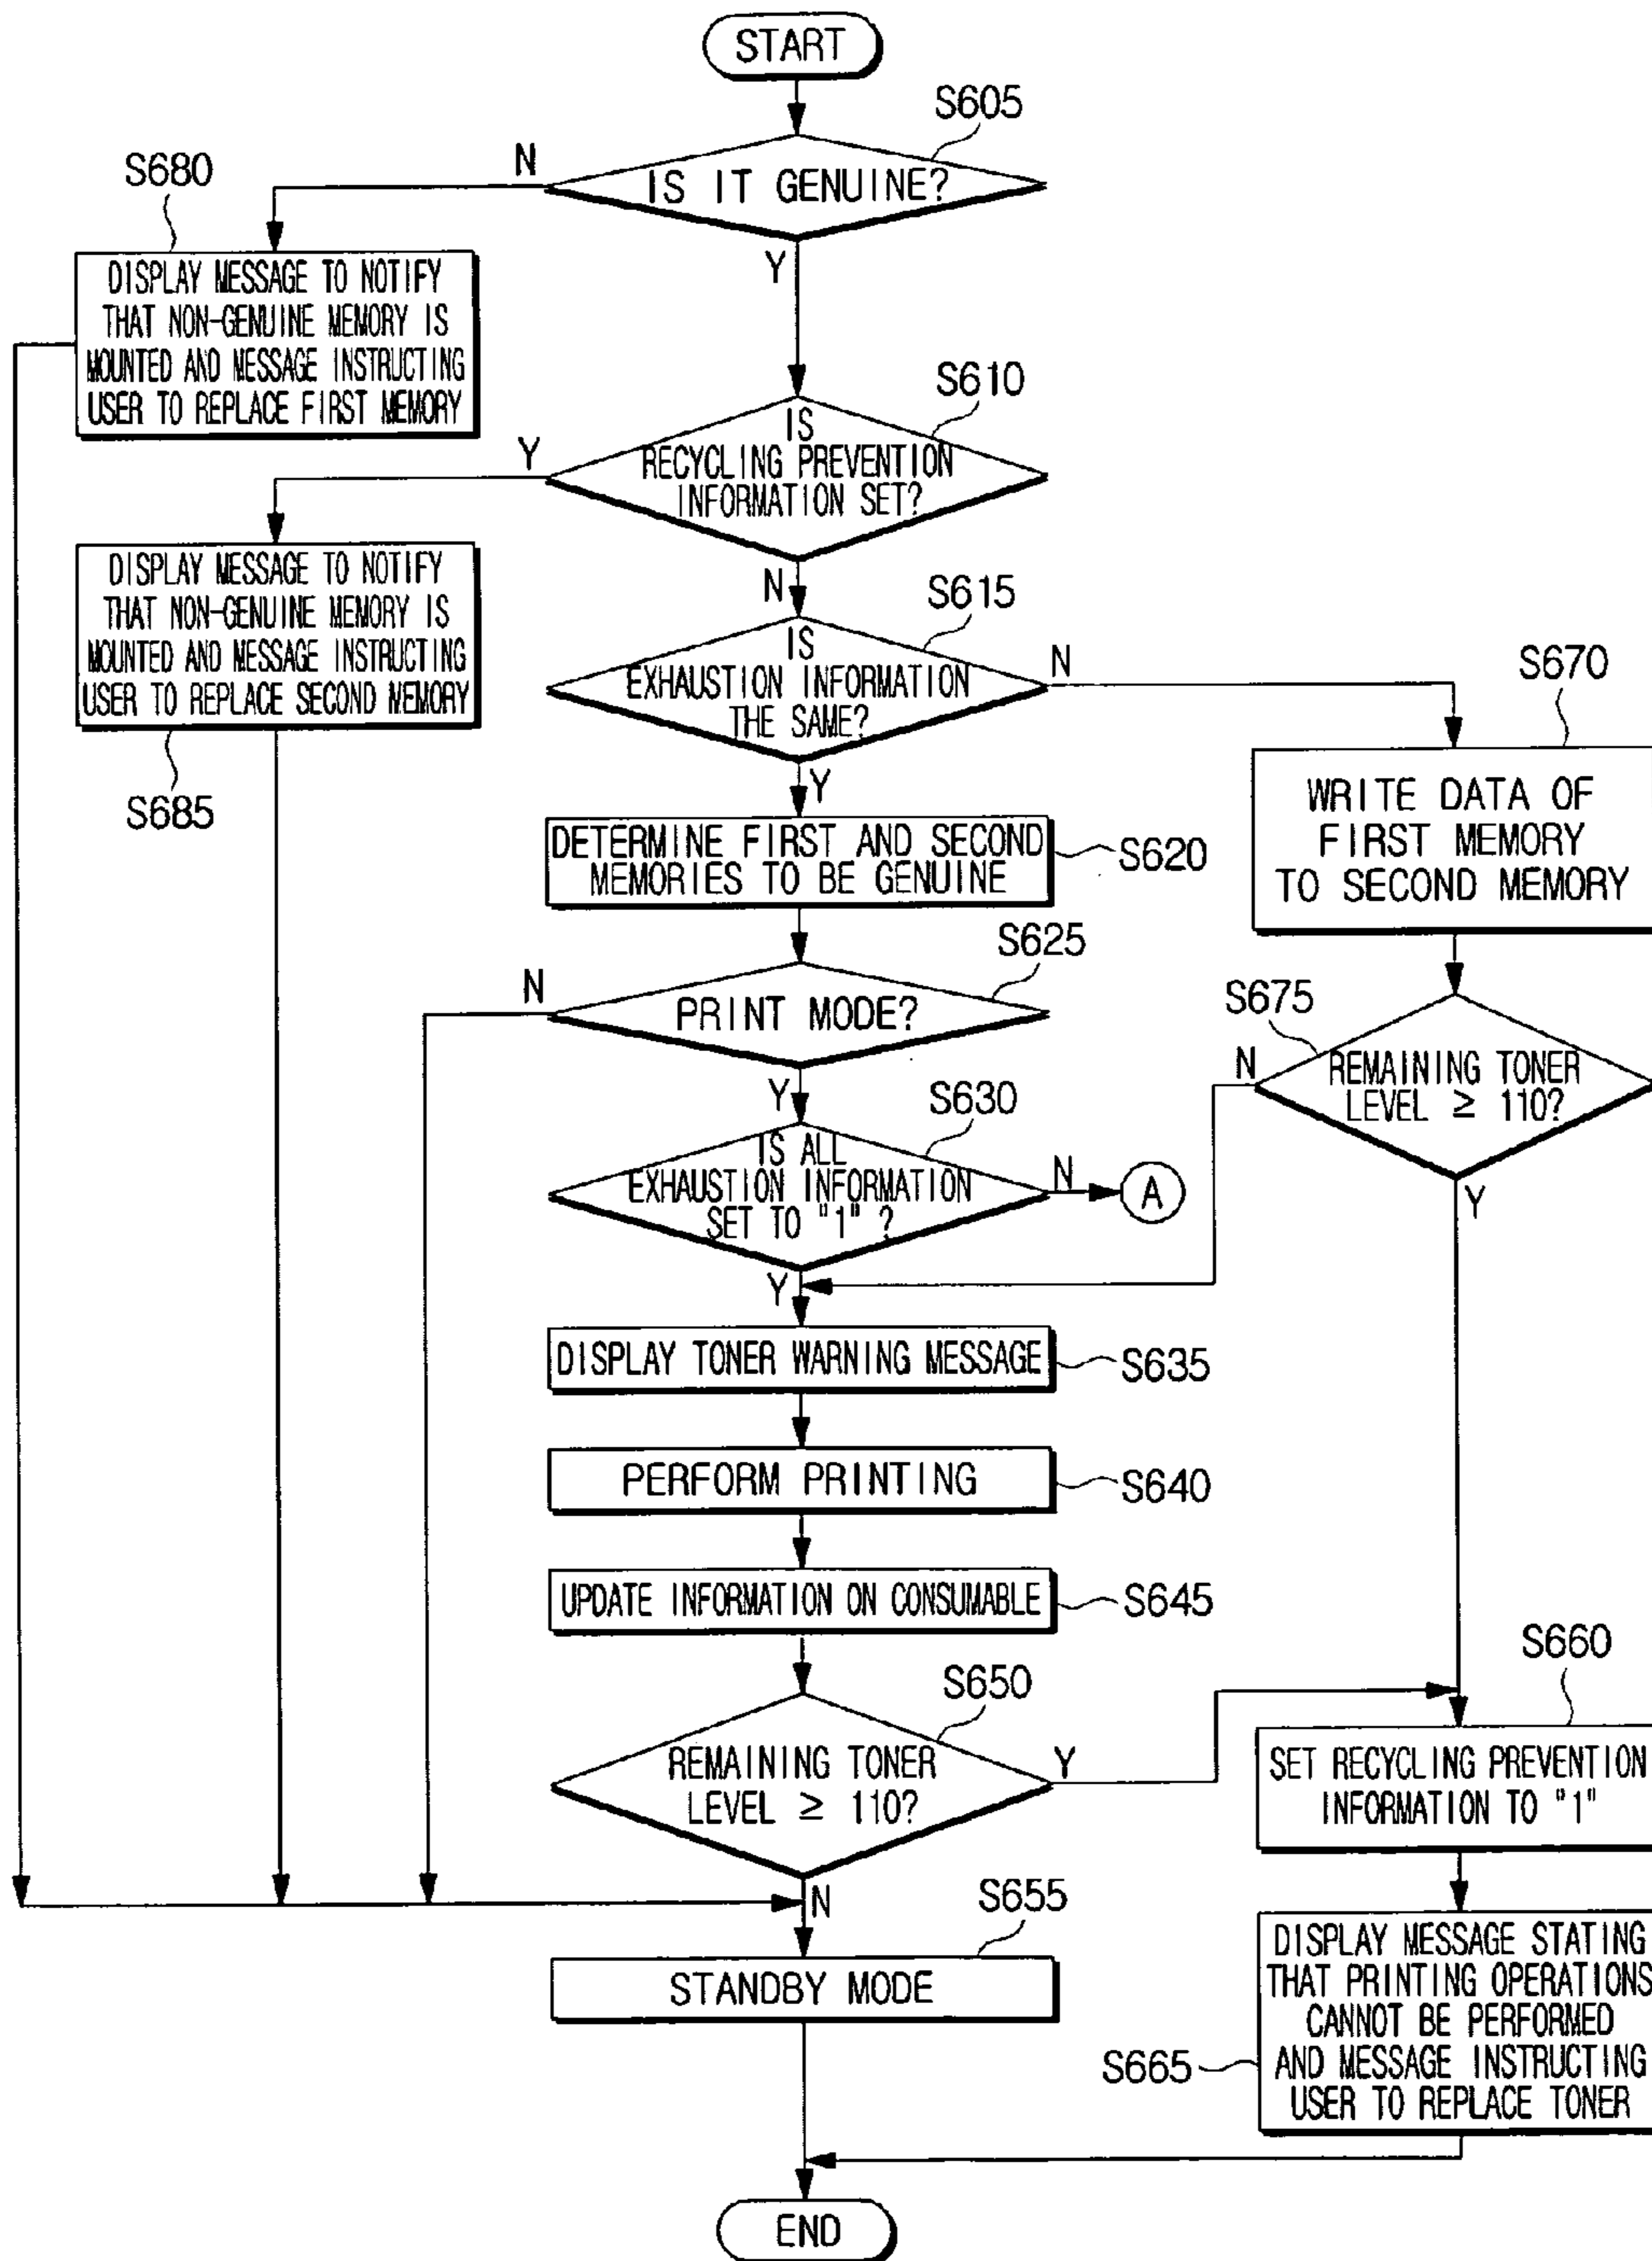 START
S605
N
S680
IS IT GENUINE?
Y
DISPLAY MESSAGE TO NOTIFY
THAT NON-GENUINE MEMORY IS
MOUNTED AND MESSAGE INSTRUCTING
USER TO REPLACE FIRST MEMORY
S610
IS
RECYCLING PREVENTION
INFORMATION SET?
Y
N
DISPLAY MESSAGE TO NOTIFY
THAT NON-GENUINE MEMORY IS
MOUNTED AND MESSAGE INSTRUCTING
USER TO REPLACE SECOND MEMORY
S685
S615
IS
EXHAUSTION INFORMATION
THE SAME?
N
Y
S670
WRITE DATA OF
FIRST MEMORY
TO SECOND MEMORY
DETERMINE FIRST AND SECOND
MEMORIES TO BE GENUINE
S620
S625
N
PRINT MODE?
Y
S675
N
REMAINING TONER
LEVEL ≥ 110?
Y
S630
IS ALL
EXHAUSTION INFORMATION
SET TO "1" ?
N
A
Y
DISPLAY TONER WARNING MESSAGE
S635
PERFORM PRINTING
S640
UPDATE INFORMATION ON CONSUMABLE
S645
S650
REMAINING TONER
LEVEL ≥ 110?
Y
N
S660
SET RECYCLING PREVENTION
INFORMATION TO "1"
S655
STANDBY MODE
DISPLAY MESSAGE STATING
THAT PRINTING OPERATIONS
CANNOT BE PERFORMED
AND MESSAGE INSTRUCTING
USER TO REPLACE TONER
S665
END